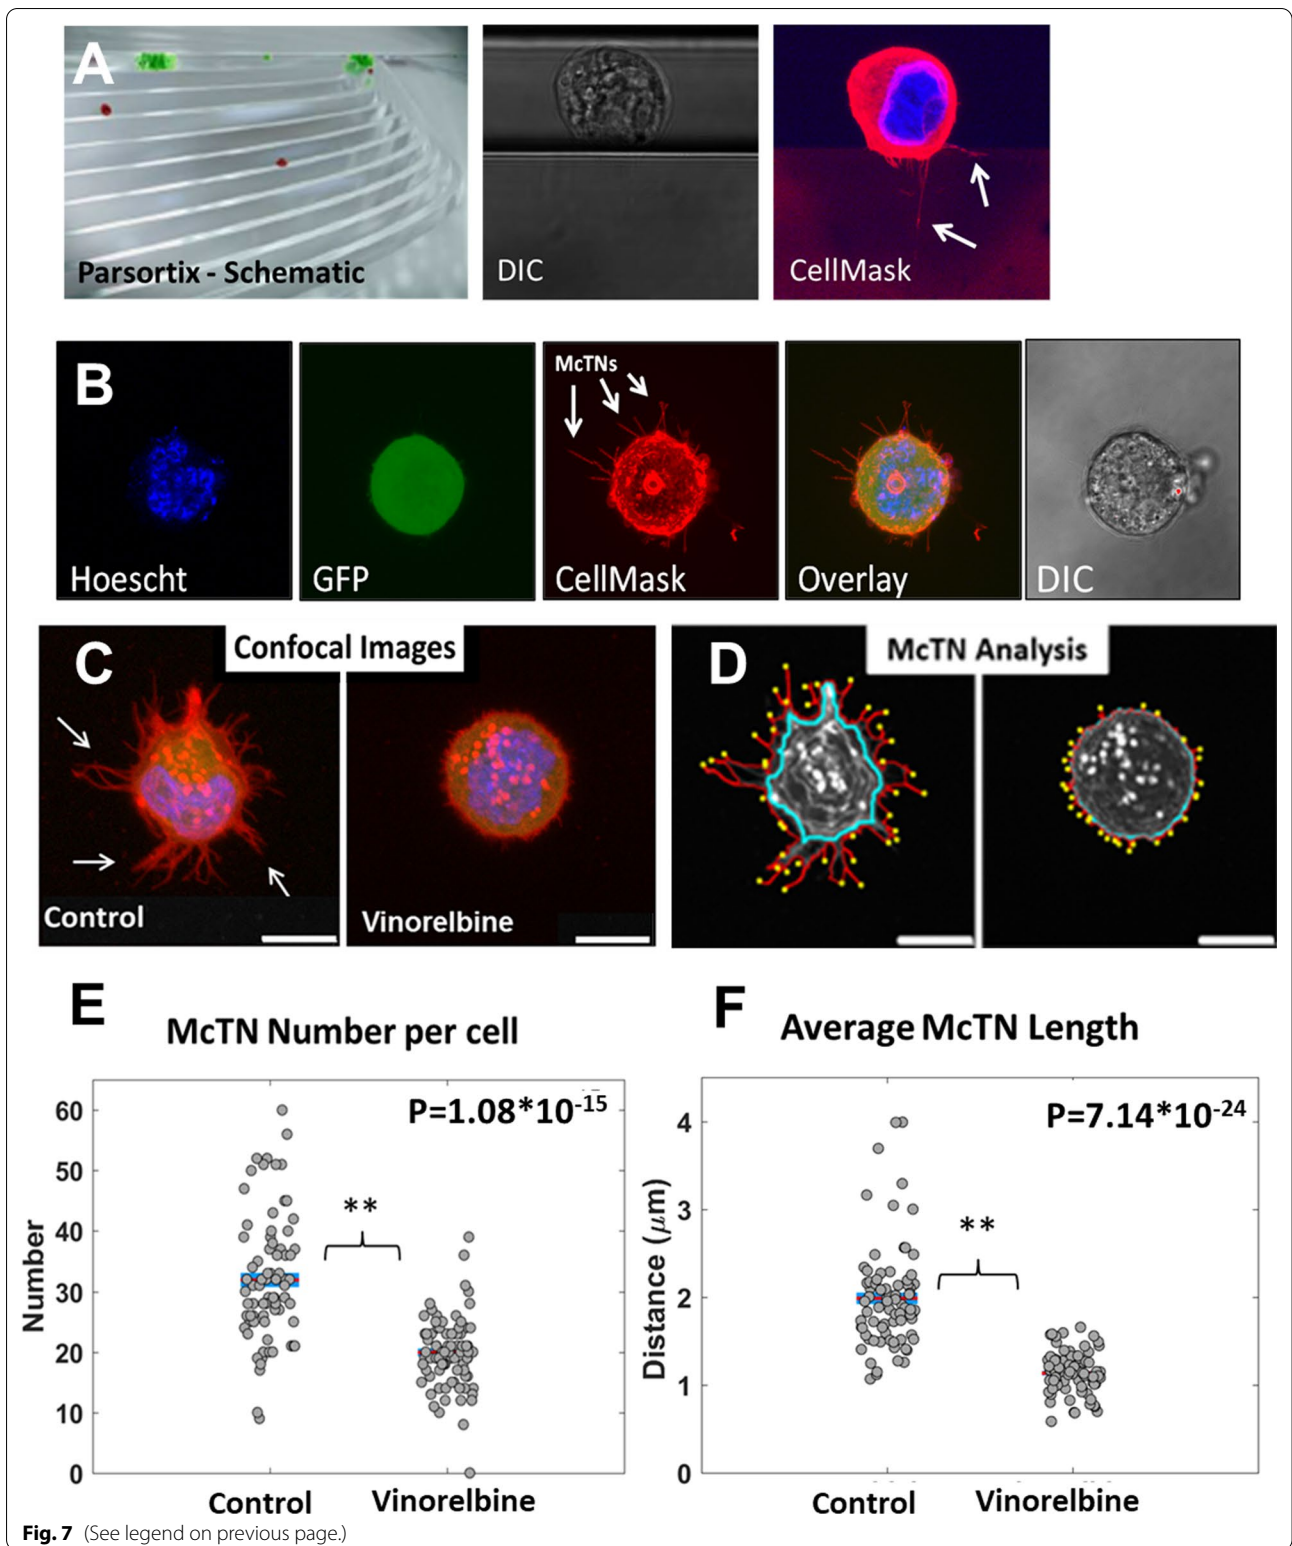 A
Parsortix - Schematic
DIC
CellMask
B
Hoescht
GFP
McTNs
CellMask
Overlay
DIC
C
Confocal Images
Control
Vinorelbine
D
McTN Analysis
E
McTN Number per cell
P=1.08*10-15
**
Number
60
50
40
30
20
10
0
Control
Vinorelbine
F
Average McTN Length
P=7.14*10-24
**
Distance (μm)
4
3
2
1
0
Control
Vinorelbine
Fig. 7 (See legend on previous page.)